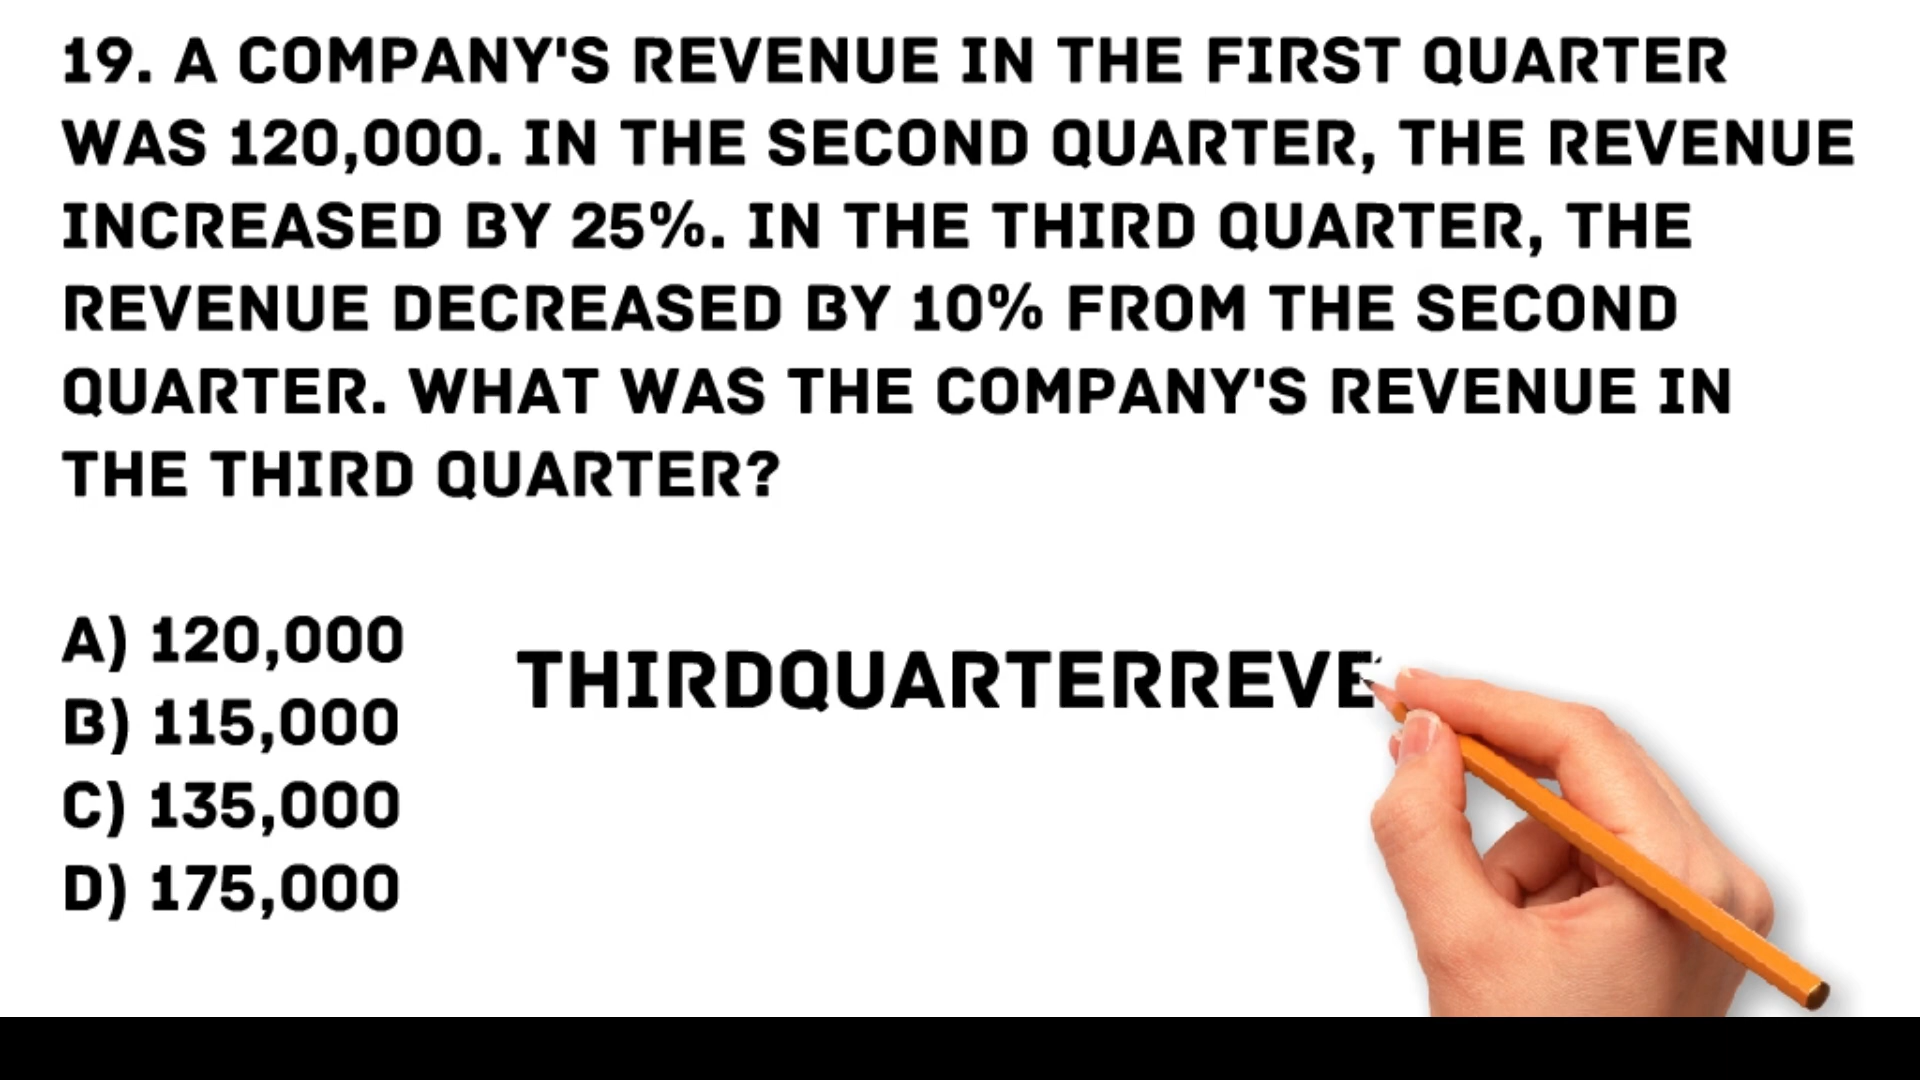 19. A COMPANY'S REVENUE IN THE FIRST QUARTER
WAS 120,000. IN THE SECOND QUARTER, THE REVENUE
INCREASED BY 25%. IN THE THIRD QUARTER, THE
REVENUE DECREASED BY 10% FROM THE SECOND
QUARTER. WHAT WAS THE COMPANY'S REVENUE IN
THE THIRD QUARTER?
A) 120,000
B) 115,000
C) 135,000
D) 175,000
THIRDQUARTERREVE